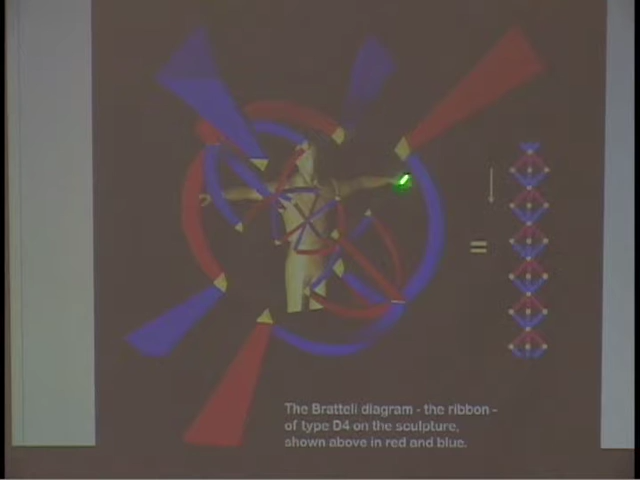 =
The Bratteli diagram - the ribbon -
of type D4 on the sculpture,
shown above in red and blue.